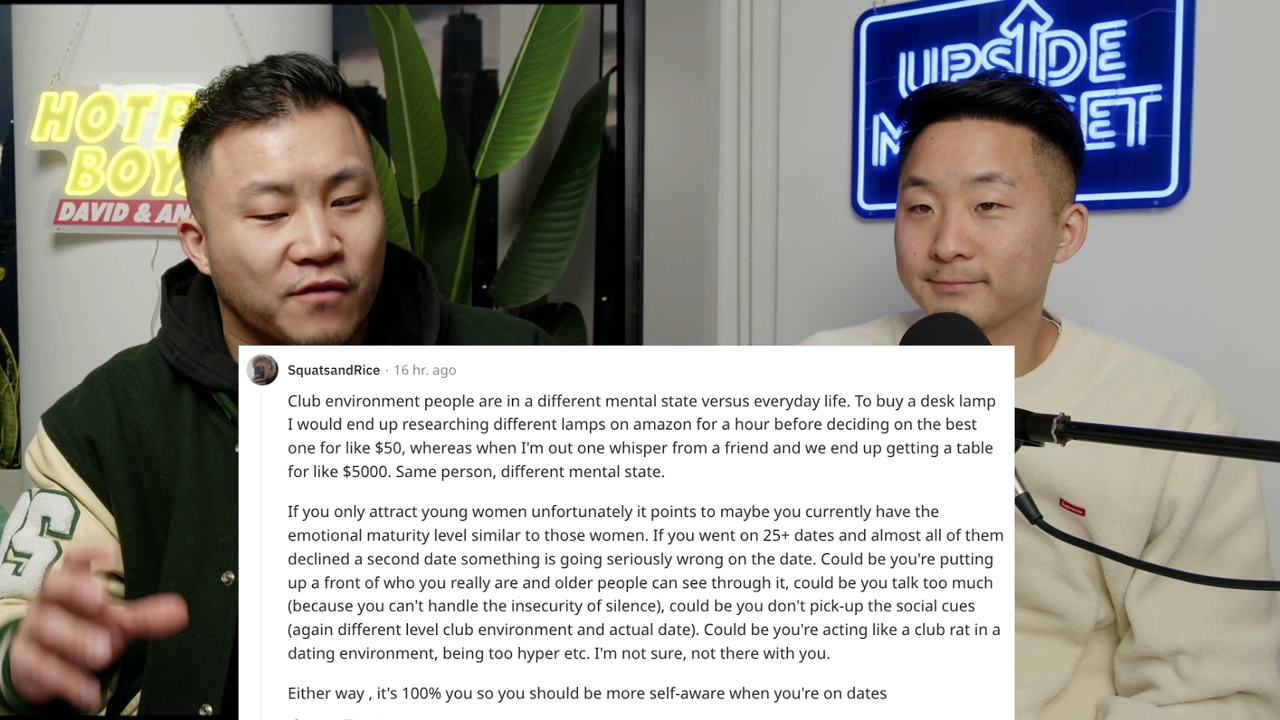 HOT P
BOYS
DAVID & AN
UPSIDE
M ET
S
Supreme
SquatsandRice · 16 hr. ago
Club environment people are in a different mental state versus everyday life. To buy a desk lamp
I would end up researching different lamps on amazon for a hour before deciding on the best
one for like $50, whereas when I'm out one whisper from a friend and we end up getting a table
for like $5000. Same person, different mental state.
If you only attract young women unfortunately it points to maybe you currently have the
emotional maturity level similar to those women. If you went on 25+ dates and almost all of them
declined a second date something is going seriously wrong on the date. Could be you're putting
up a front of who you really are and older people can see through it, could be you talk too much
(because you can't handle the insecurity of silence), could be you don't pick-up the social cues
(again different level club environment and actual date). Could be you're acting like a club rat in a
dating environment, being too hyper etc. I'm not sure, not there with you.
Either way , it's 100% you so you should be more self-aware when you're on dates